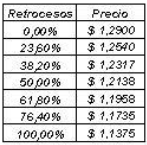 Retrocesos Precio
0,00% $ 1,2900
23,60% $ 1,2540
38,20% $ 1,2317
50,00% $ 1,2138
61,80% $ 1,1958
76,40% $ 1,1735
100,00% $ 1,1375